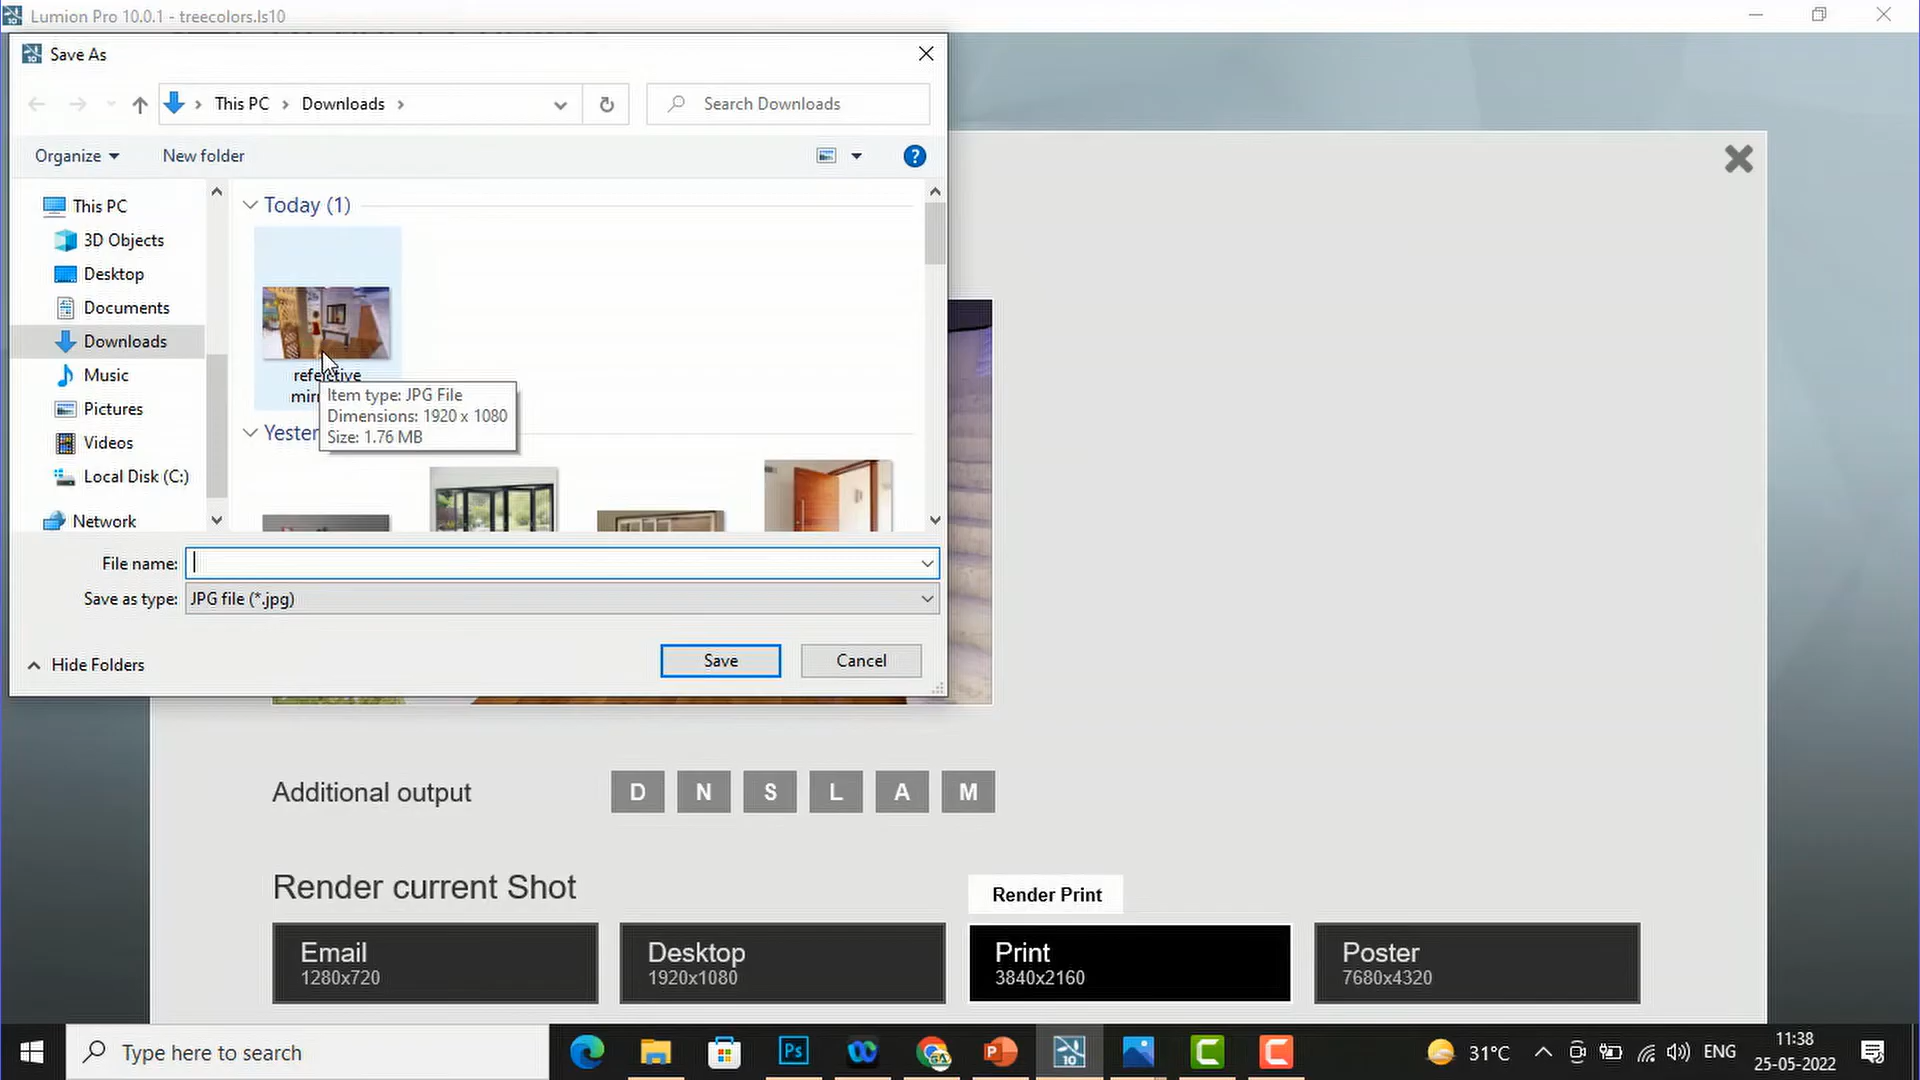 Lumion Pro 10.0.1 - treecolors.ls10
Save As
This PC
Downloads
Search Downloads
Organize
New folder
This PC
3D Objects
Desktop
Documents
Downloads
Music
Pictures
Videos
Local Disk (C:)
Network
Today (1)
Item type: JPG File
Dimensions: 1920 x 1080
Size: 1.76 MB
File name:
Save as type: JPG file (*.jpg)
Hide Folders
Save
Cancel
Additional output
D N S L A M
Render current Shot
Render Print
Email
1280x720
Desktop
1920x1080
Print
3840x2160
Poster
7680x4320
Type here to search
Ps
P
10
31°C
ENG
11:38
25-05-2022